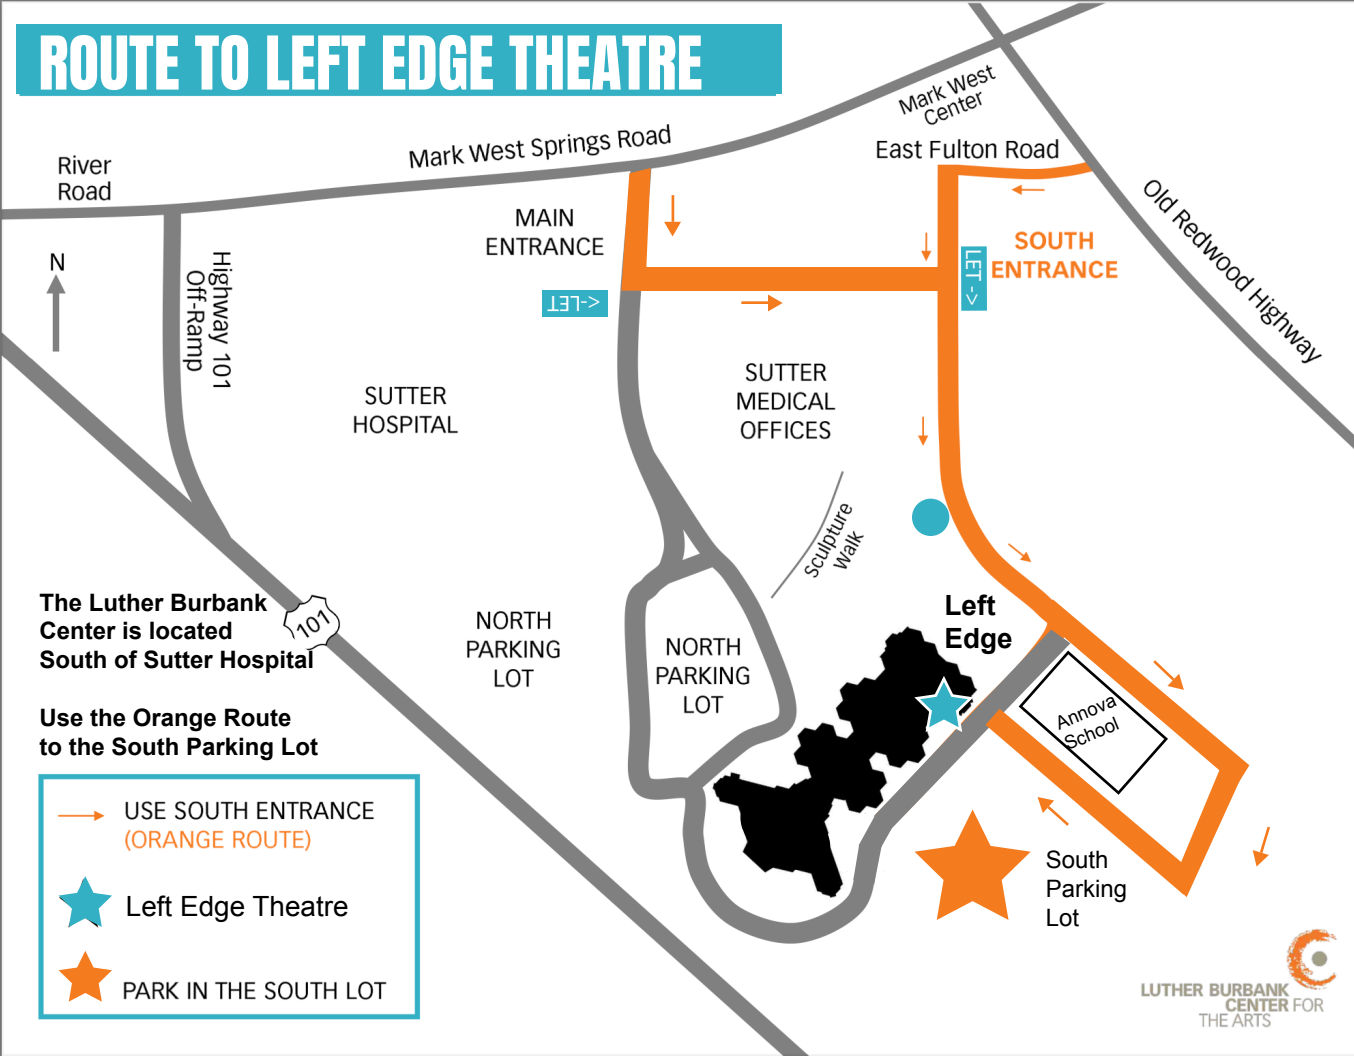 ROUTE TO LEFT EDGE THEATRE
Mark West
Center
Mark West Springs Road
East Fulton Road
River
Road
Old Redwood Highway
MAIN
ENTRANCE
SOUTH
ENTRANCE
N
Highway 101
Off-Ramp
<-LET
LET ->
SUTTER
HOSPITAL
SUTTER
MEDICAL
OFFICES
Sculpture
Walk
The Luther Burbank
Center is located
South of Sutter Hospital
101
NORTH
PARKING
LOT
NORTH
PARKING
LOT
Left
Edge
Annova
School
Use the Orange Route
to the South Parking Lot
USE SOUTH ENTRANCE
(ORANGE ROUTE)
Left Edge Theatre
PARK IN THE SOUTH LOT
South
Parking
Lot
LUTHER BURBANK
CENTER FOR
THE ARTS